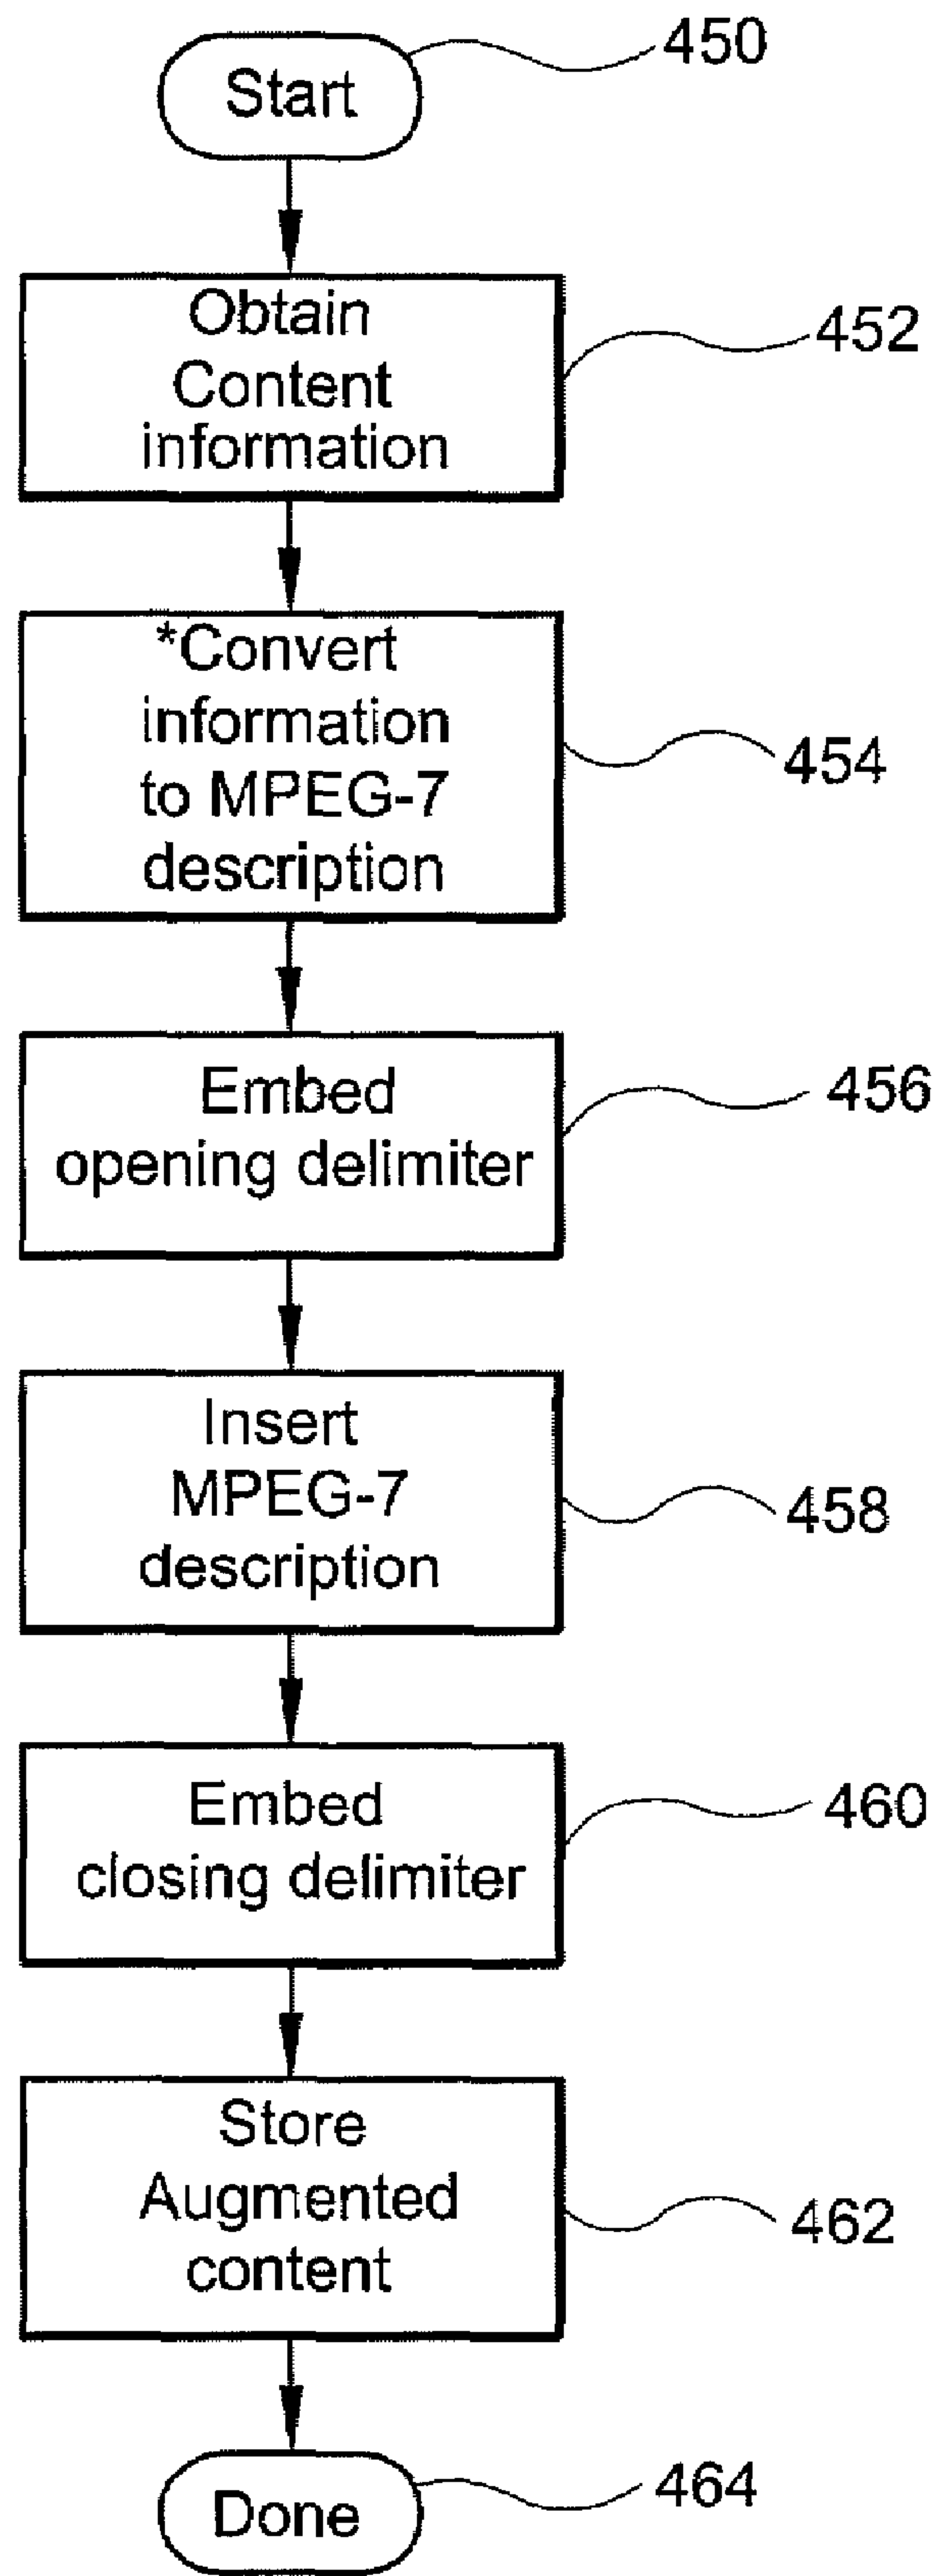 Start
450
Obtain
Content
information
452
*Convert
information
to MPEG-7
description
454
Embed
opening delimiter
456
Insert
MPEG-7
description
458
Embed
closing delimiter
460
Store
Augmented
content
462
Done
464